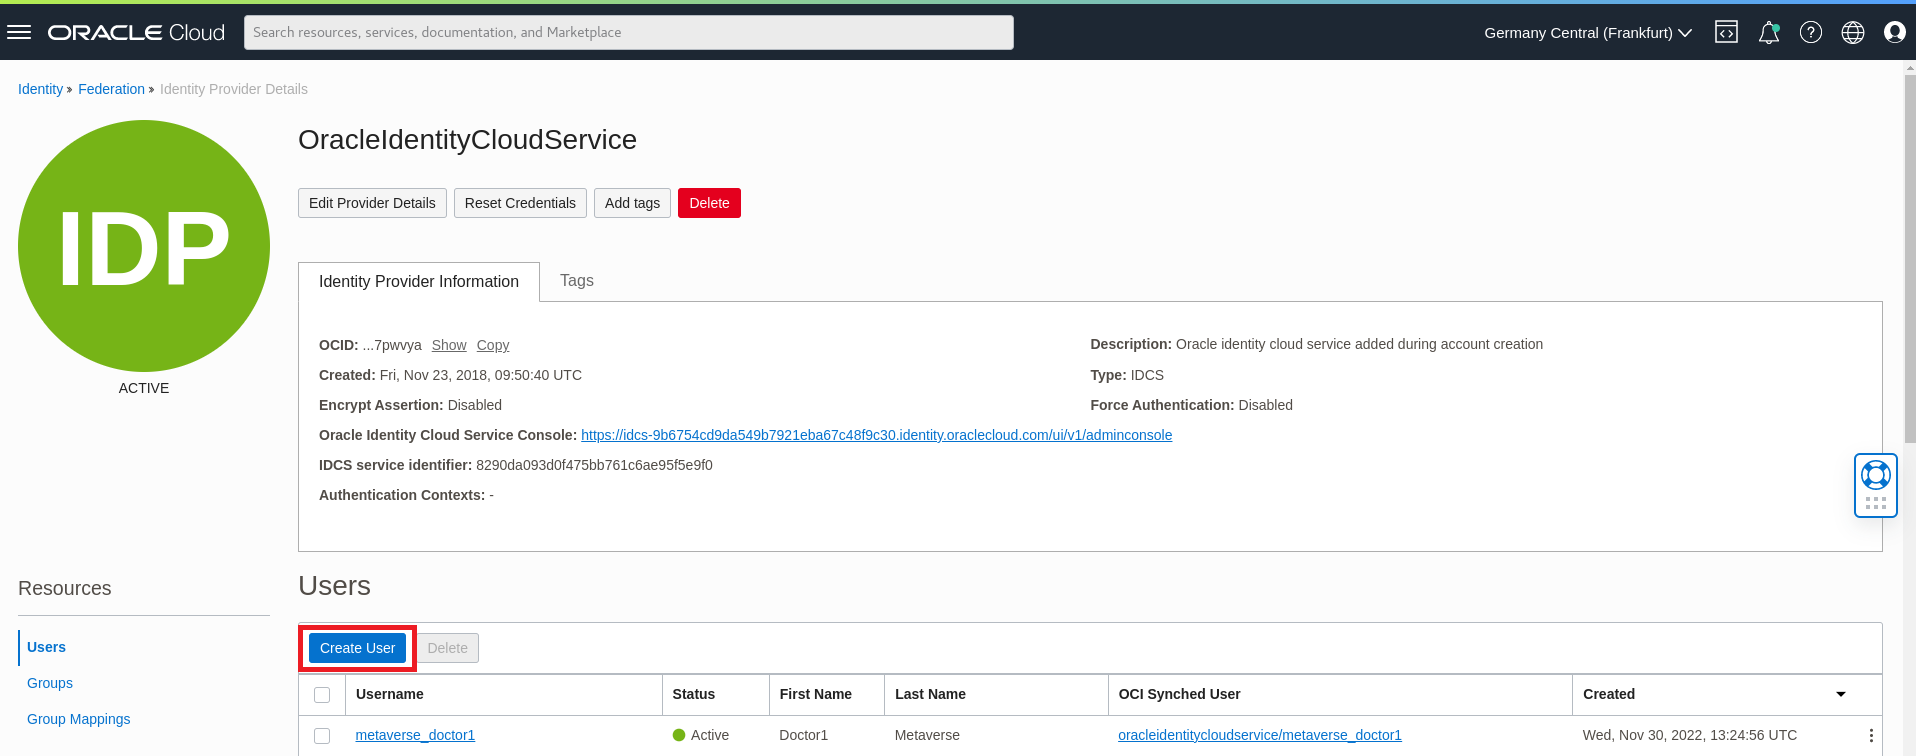 ORACLE Cloud
Search resources, services, documentation, and Marketplace
Germany Central (Frankfurt)
Identity » Federation » Identity Provider Details
IDP
ACTIVE
OracleIdentityCloudService
Edit Provider Details Reset Credentials Add tags Delete
Identity Provider Information Tags
OCID: ...7pwvya Show Copy
Description: Oracle identity cloud service added during account creation
Created: Fri, Nov 23, 2018, 09:50:40 UTC
Type: IDCS
Encrypt Assertion: Disabled
Force Authentication: Disabled
Oracle Identity Cloud Service Console: https://idcs-9b6754cd9da549b7921eba67c48f9c30.identity.oraclecloud.com/ui/v1/adminconsole
IDCS service identifier: 8290da093d0f475bb761c6ae95f5e9f0
Authentication Contexts: -
Resources
Users
Groups
Group Mappings
Users
Create User Delete
Username Status First Name Last Name OCI Synched User Created
metaverse_doctor1 Active Doctor1 Metaverse oracleidentitycloudservice/metaverse_doctor1 Wed, Nov 30, 2022, 13:24:56 UTC